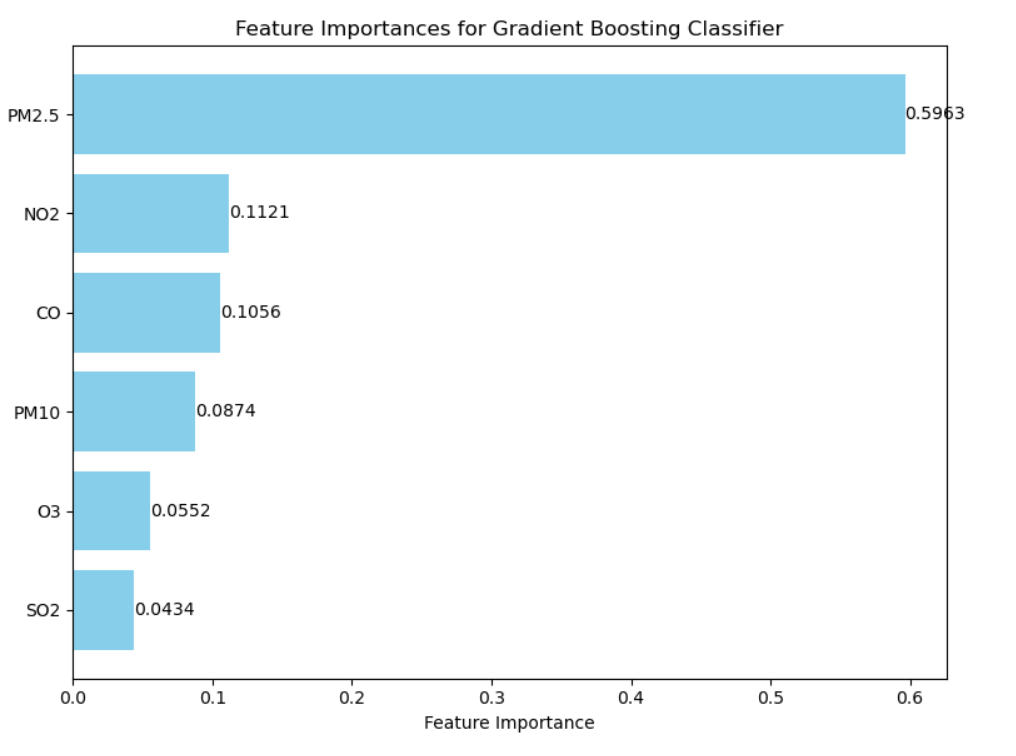 Feature Importances for Gradient Boosting Classifier
PM2.5 0.5963
NO2 0.1121
CO 0.1056
PM10 0.0874
O3 0.0552
SO2 0.0434
0.0 0.1 0.2 0.3 0.4 0.5 0.6
Feature Importance